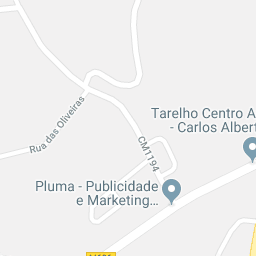 Rua das Oliveiras
Tarelho Centro A
- Carlos Albert
CM1194
Pluma - Publicidade
e Marketing...